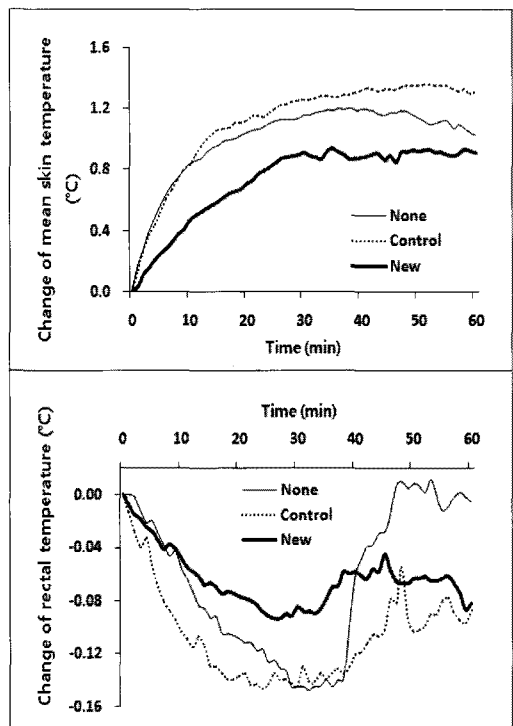 Change of mean skin temperature
(°C)
1.6
1.2
0.8
0.4
0.0
None
Control
New
0
10
20
30
40
50
60
Time (min)
Change of rectal temperature (°C)
Time (min)
0
10
20
30
40
50
60
0.00
-0.04
-0.08
-0.12
-0.16
None
Control
New